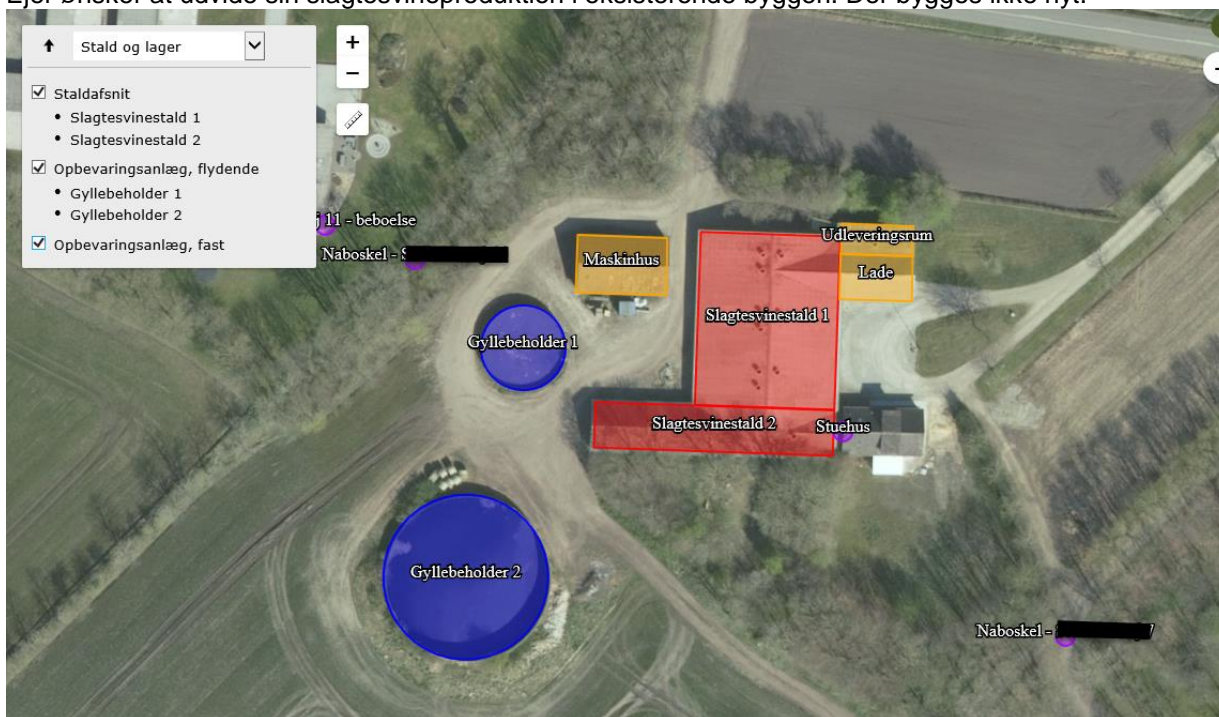 Ejer ønsker at udvide sin slagtesvineproduktion i eksisterende byggeri. Der bygges ikke nyt.
Stald og lager
+
−
Staldafsnit
• Slagtesvinestald 1
• Slagtesvinestald 2
Opbevaringsanlæg, flydende
• Gyllebeholder 1
• Gyllebeholder 2
Opbevaringsanlæg, fast
j 11 - beboelse
Naboskel -
Maskinhus
Udleveringsrum
Lade
Slagtesvinestald 1
Gyllebeholder 1
Slagtesvinestald 2
Stuehus
Gyllebeholder 2
Naboskel -